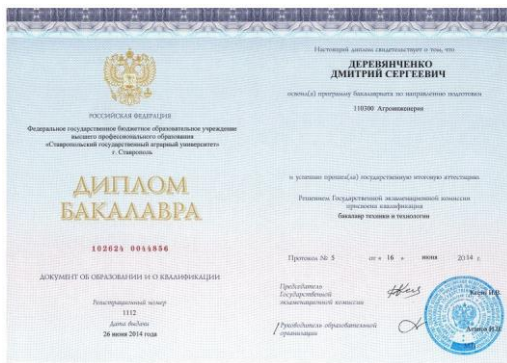 РОССИЙСКАЯ ФЕДЕРАЦИЯ
Федеральное государственное бюджетное образовательное учреждение
высшего профессионального образования
«Ставропольский государственный аграрный университет»
г. Ставрополь
ДИПЛОМ
БАКАЛАВРА
102624 0044856
ДОКУМЕНТ ОБ ОБРАЗОВАНИИ И О КВАЛИФИКАЦИИ
Регистрационный номер
1112
Дата выдачи
26 июня 2014 года
Настоящий диплом свидетельствует о том, что
ДЕРЕВЯНЧЕНКО
ДМИТРИЙ СЕРГЕЕВИЧ
освоил(а) программу бакалавриата по направлению подготовки
110300 Агроинженерия
и успешно прошел(ла) государственную итоговую аттестацию
Решением Государственной экзаменационной комиссии
присвоена квалификация
бакалавр техники и технологии
Протокол № 5 от « 16 » июня 2014 г.
Председатель
Государственной
экзаменационной комиссии
Руководитель образовательной
организации